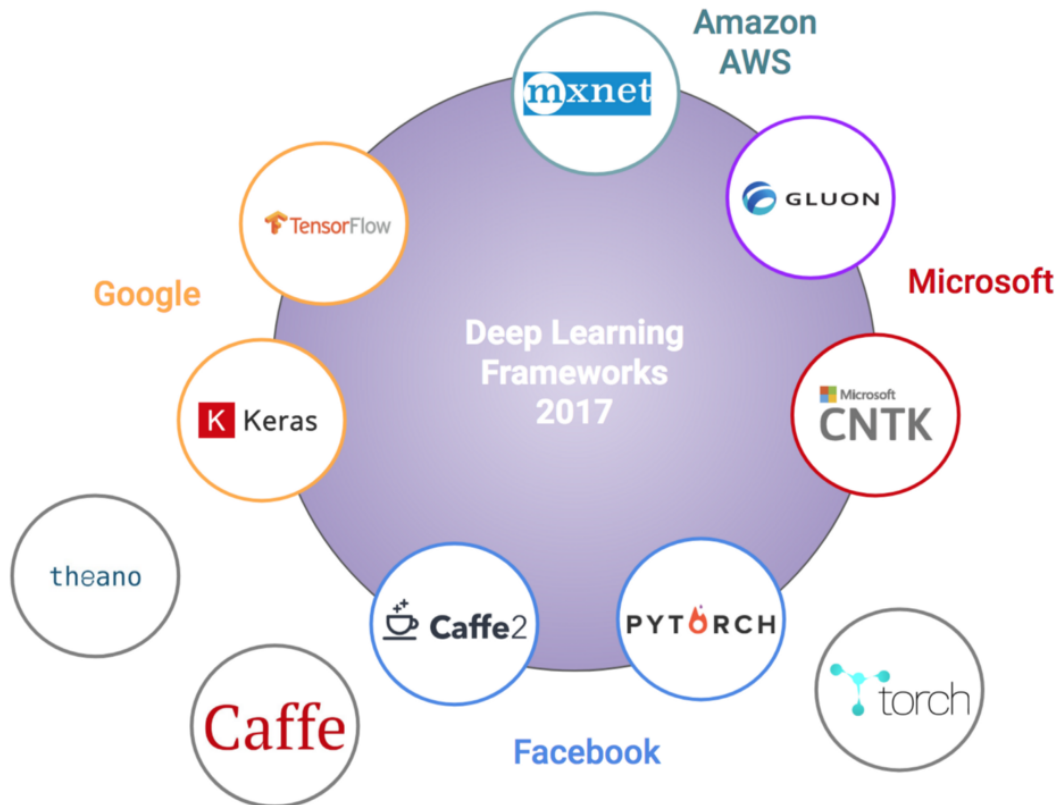 Amazon
AWS
mxnet
GLUON
TensorFlow
Google
Microsoft
Deep Learning
Frameworks
2017
K Keras
Microsoft
CNTK
theano
Caffe2
PYTORCH
Caffe
torch
Facebook